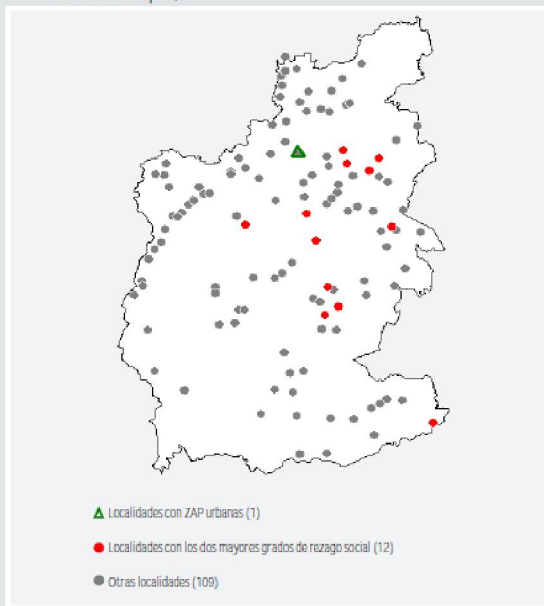 Localidades con ZAP urbanas (1)
Localidades con los dos mayores grados de rezago social (12)
Otras localidades (109)